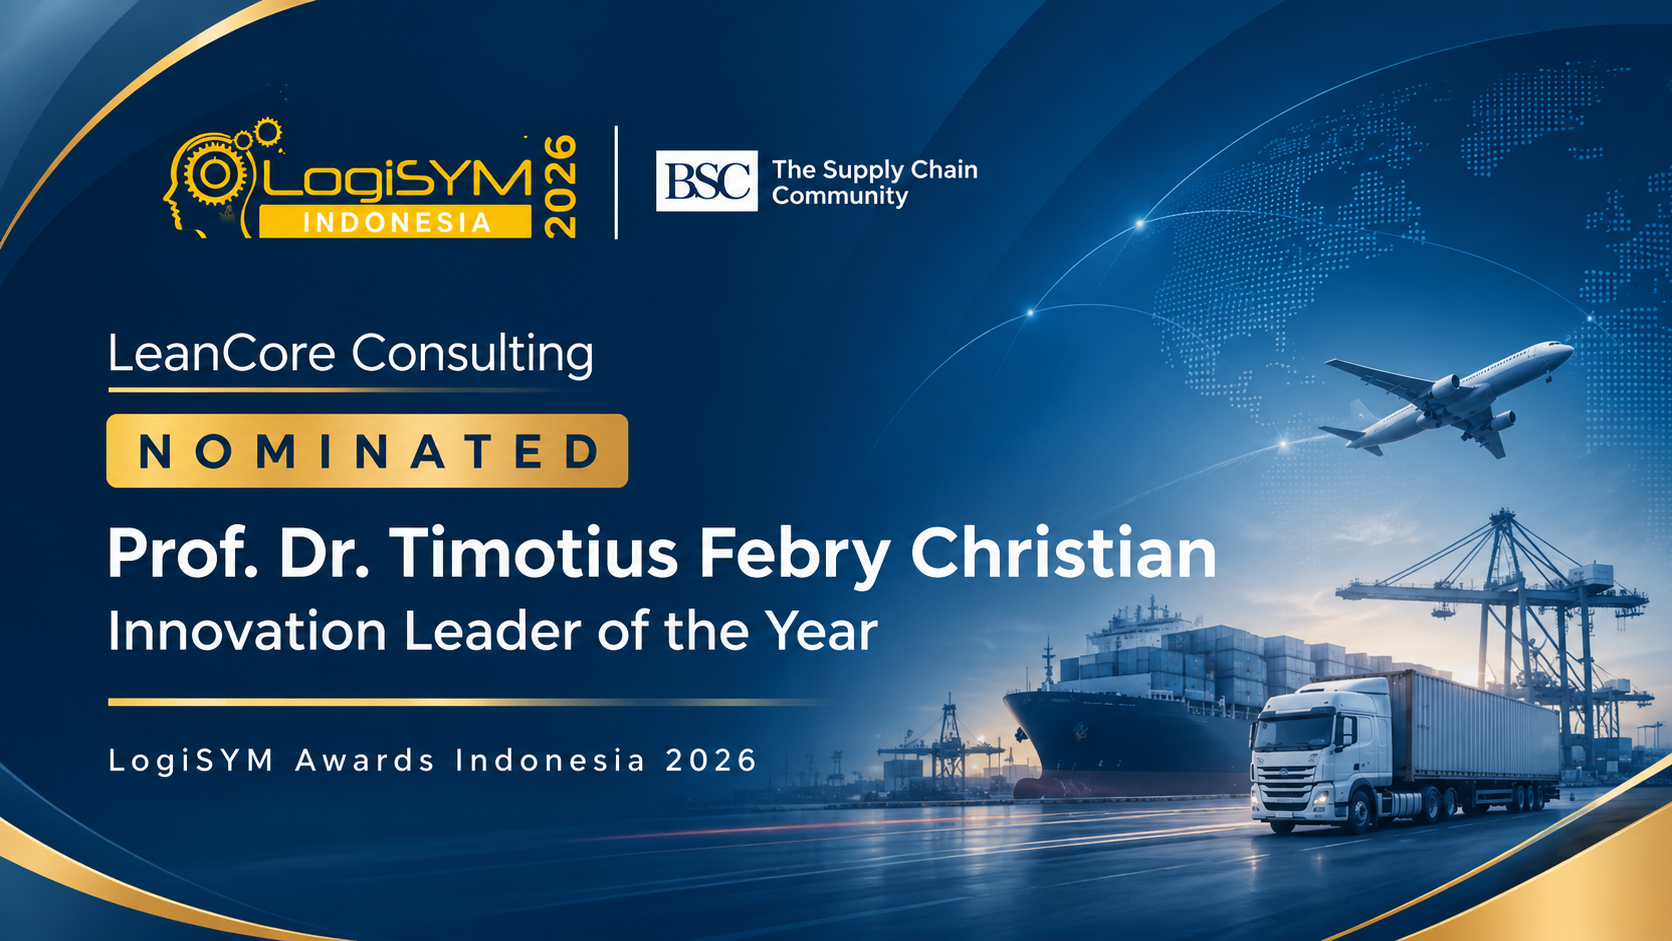 LogiSYM
INDONESIA
2026
BSC
The Supply Chain
Community
LeanCore Consulting
NOMINATED
Prof. Dr. Timotius Febry Christian
Innovation Leader of the Year
LogiSYM Awards Indonesia 2026